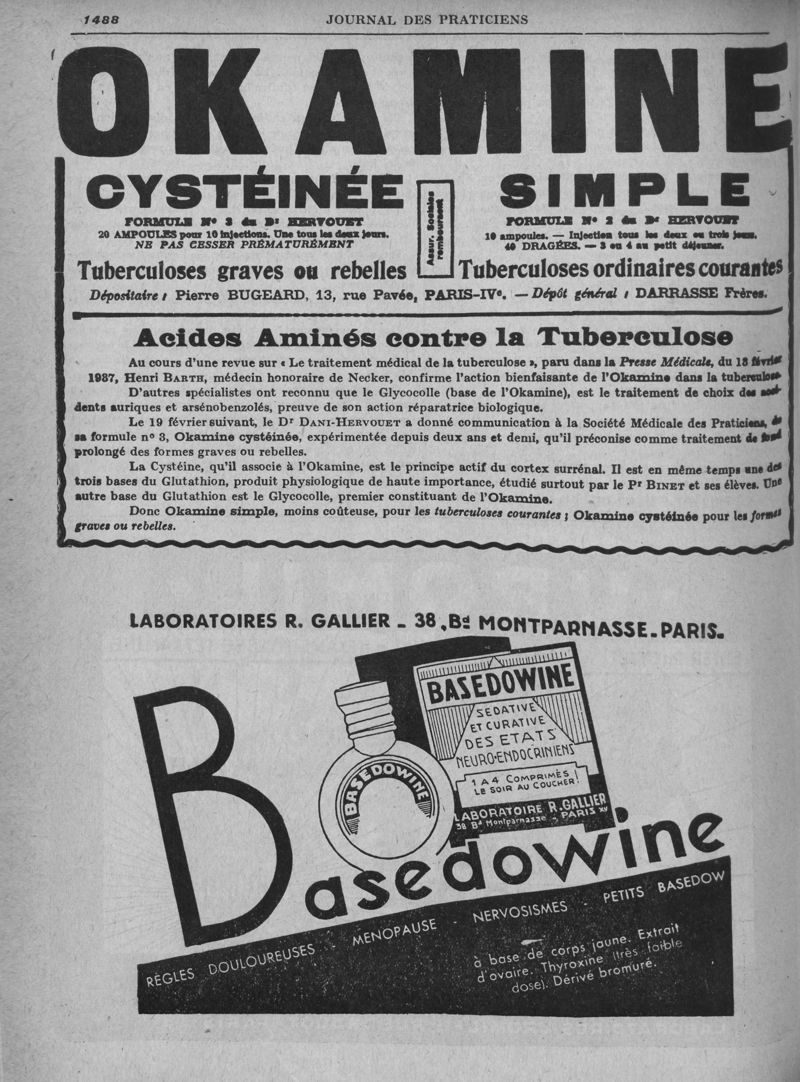 1488
JOURNAL DES PRATICIENS
OKAMINE
CYSTÉINÉE
FORMULE Nº 3 du Dr HERVOUET
20 AMPOULES pour 10 injections. Une tous les deux jours.
NE PAS CESSER PRÉMATURÉMENT
Tuberculoses graves ou rebelles
Assur. Sociales
remboursent
SIMPLE
FORMULE Nº 2 du Dr HERVOUET
10 ampoules. — Injection tous les deux ou trois jours.
40 DRAGÉES. — 3 ou 4 au petit déjeuner.
Tuberculoses ordinaires courantes
Dépositaire : Pierre BUGEARD, 13, rue Pavée, PARIS-IVe. — Dépôt général : DARRASSE Frères.
Acides Aminés contre la Tuberculose
Au cours d'une revue sur « Le traitement médical de la tuberculose », paru dans la Presse Médicale, du 13 février
1937, Henri BARTH, médecin honoraire de Necker, confirme l'action bienfaisante de l'Okamine dans la tuberculose.
D'autres spécialistes ont reconnu que le Glycocolle (base de l'Okamine), est le traitement de choix des acci-
dents auriques et arsénobenzolés, preuve de son action réparatrice biologique.
Le 19 février suivant, le Dr DANI-HERVOUET a donné communication à la Société Médicale des Praticiens, de
sa formule nº 3, Okamine cystéinée, expérimentée depuis deux ans et demi, qu'il préconise comme traitement de fond
prolongé des formes graves ou rebelles.
La Cystéine, qu'il associe à l'Okamine, est le principe actif du cortex surrénal. Il est en même temps une des
trois bases du Glutathion, produit physiologique de haute importance, étudié surtout par le Pr BINET et ses élèves. Une
autre base du Glutathion est le Glycocolle, premier constituant de l'Okamine.
Donc Okamine simple, moins coûteuse, pour les tuberculoses courantes ; Okamine cystéinée pour les formes
graves ou rebelles.
LABORATOIRES R. GALLIER - 38, Bd MONTPARNASSE - PARIS.
BASEDOWINE
SEDATIVE
ET CURATIVE
DES ETATS
NEURO-ENDOCRINIENS
1 A 4 COMPRIMÉS
LE SOIR AU COUCHER
LABORATOIRE R. GALLIER
38 Bd Montparnasse - PARIS XV
BASEDOWINE
Basedowine
RÈGLES DOULOUREUSES - MENOPAUSE - NERVOSISMES - PETITS BASEDOW
à base de corps jaune. Extrait
d'ovaire. Thyroxine (très faible
dose). Dérivé bromuré.